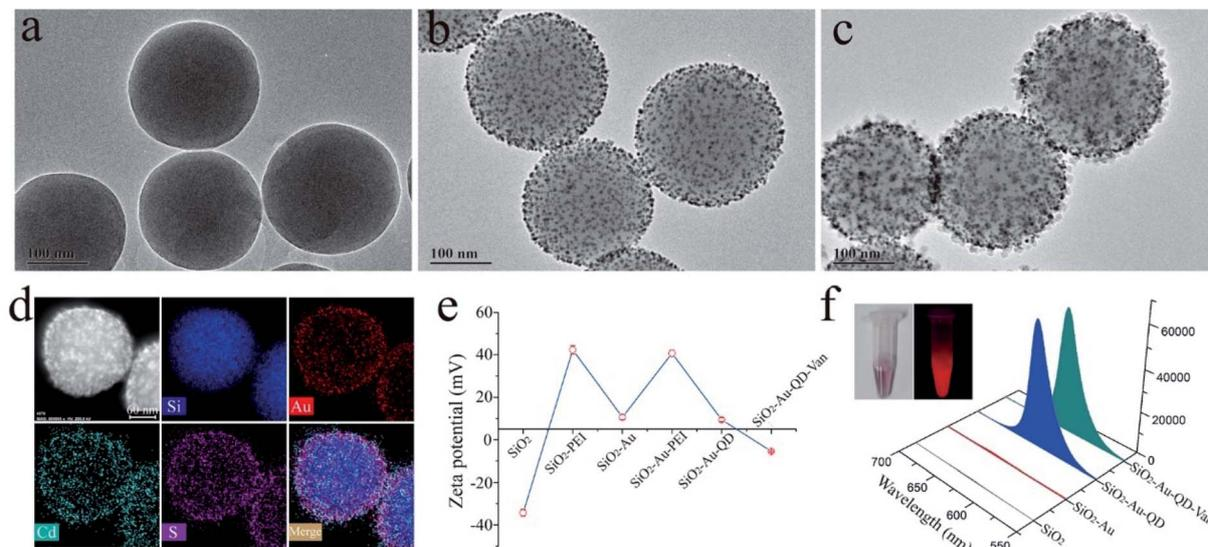 a
100 nm
b
100 nm
c
100 nm
d
60 nm
Si
Au
Cd
S
Merge
e
Zeta potential (mV)
60
40
20
0
-20
-40
SiO₂
SiO₂-PEI
SiO₂-Au
SiO₂-Au-PEI
SiO₂-Au-QD
SiO₂-Au-QD-Van
f
60000
40000
20000
0
700
650
600
550
Wavelength (nm)
SiO₂
SiO₂-Au
SiO₂-Au-QD
SiO₂-Au-QD-Van